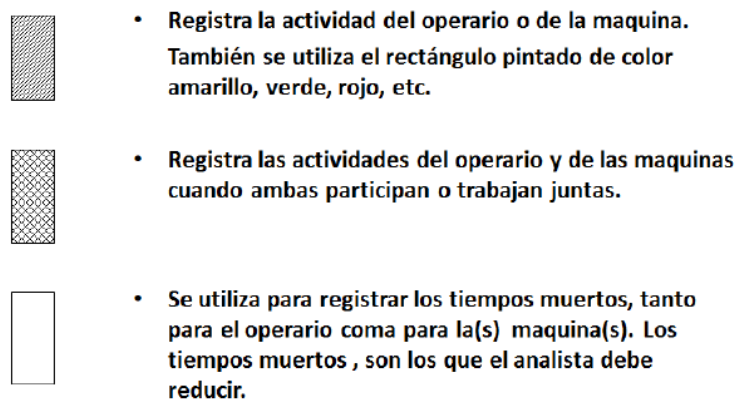 • Registra la actividad del operario o de la maquina.
También se utiliza el rectángulo pintado de color
amarillo, verde, rojo, etc.
• Registra las actividades del operario y de las maquinas
cuando ambas participan o trabajan juntas.
• Se utiliza para registrar los tiempos muertos, tanto
para el operario coma para la(s) maquina(s). Los
tiempos muertos , son los que el analista debe
reducir.